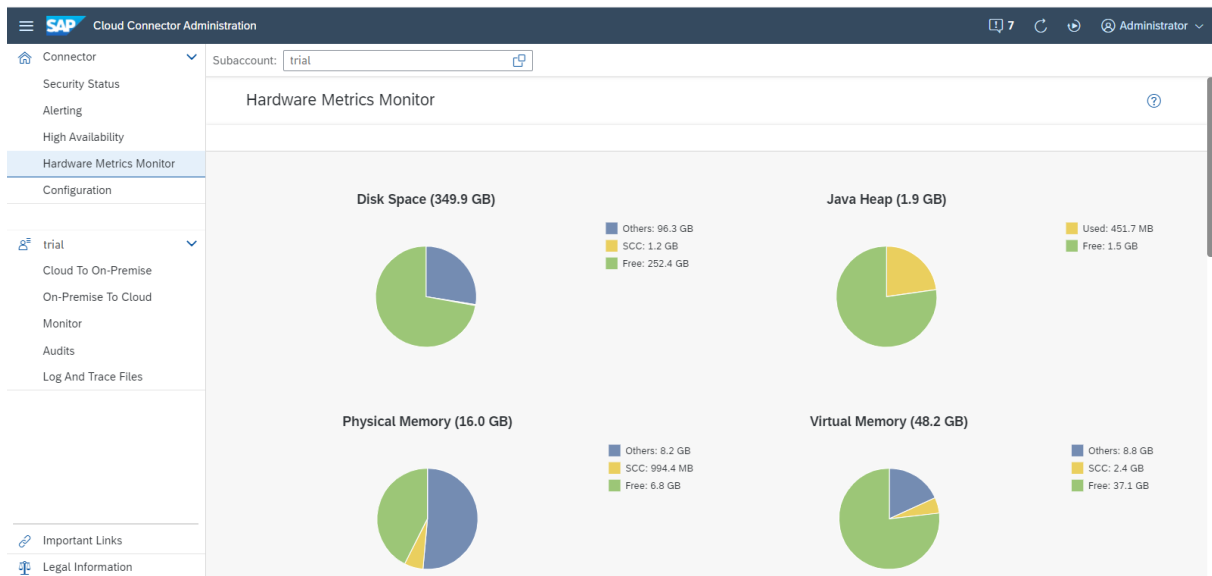 SAP Cloud Connector Administration 7 Administrator
Connector
Security Status
Alerting
High Availability
Hardware Metrics Monitor
Configuration
trial
Cloud To On-Premise
On-Premise To Cloud
Monitor
Audits
Log And Trace Files
Important Links
Legal Information
Subaccount: trial
Hardware Metrics Monitor
Disk Space (349.9 GB)
Others: 96.3 GB
SCC: 1.2 GB
Free: 252.4 GB
Java Heap (1.9 GB)
Used: 451.7 MB
Free: 1.5 GB
Physical Memory (16.0 GB)
Others: 8.2 GB
SCC: 994.4 MB
Free: 6.8 GB
Virtual Memory (48.2 GB)
Others: 8.8 GB
SCC: 2.4 GB
Free: 37.1 GB